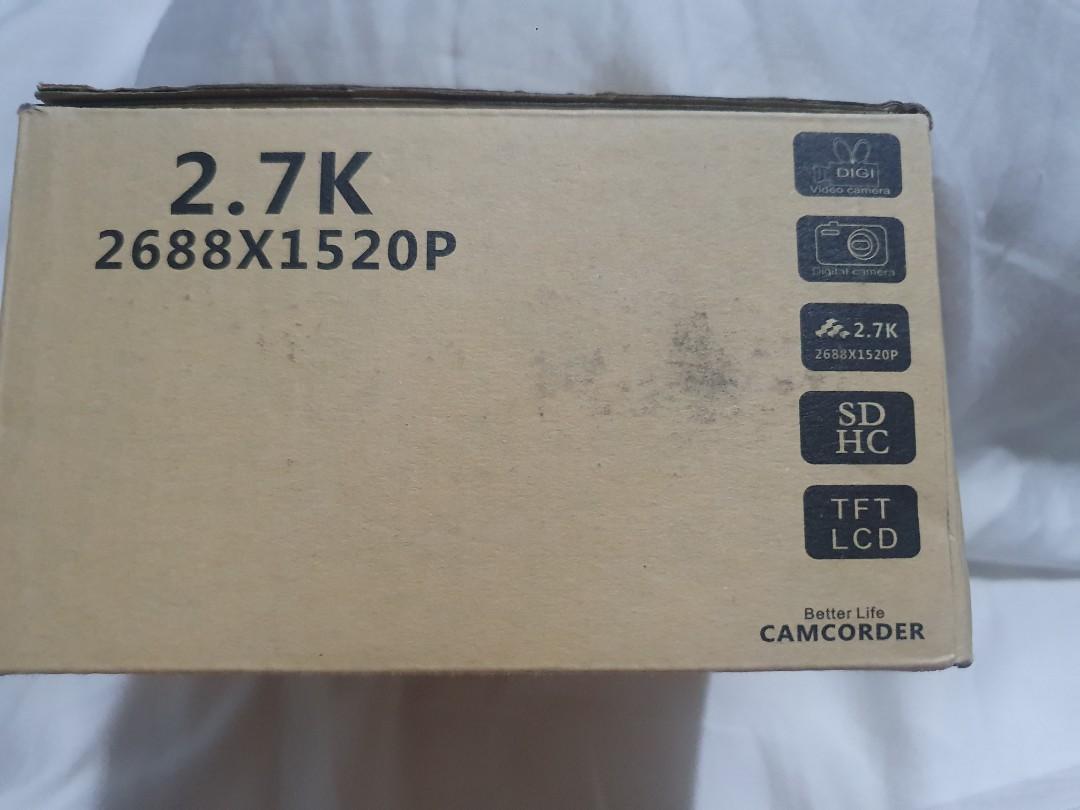 2.7K
2688X1520P
DIGI
Video camera
Digital camera
2.7K
2688X1520P
SD
HC
TFT
LCD
Better Life
CAMCORDER